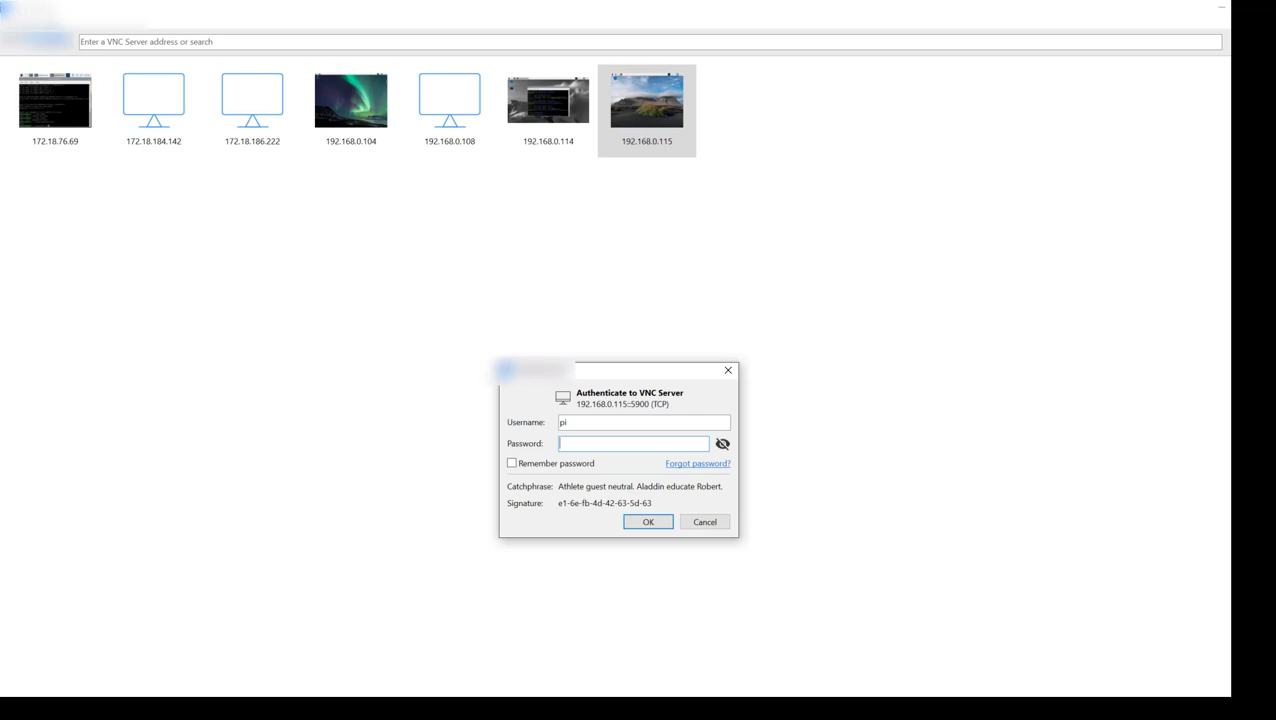 Enter a VNC Server address or search
172.18.76.69
172.18.184.142
172.18.186.222
192.168.0.104
192.168.0.108
192.168.0.114
192.168.0.115
Authenticate to VNC Server
192.168.0.115::5900 (TCP)
Username: pi
Password:
Remember password Forgot password?
Catchphrase: Athlete guest neutral. Aladdin educate Robert.
Signature: e1-6e-fb-4d-42-63-5d-63
OK Cancel